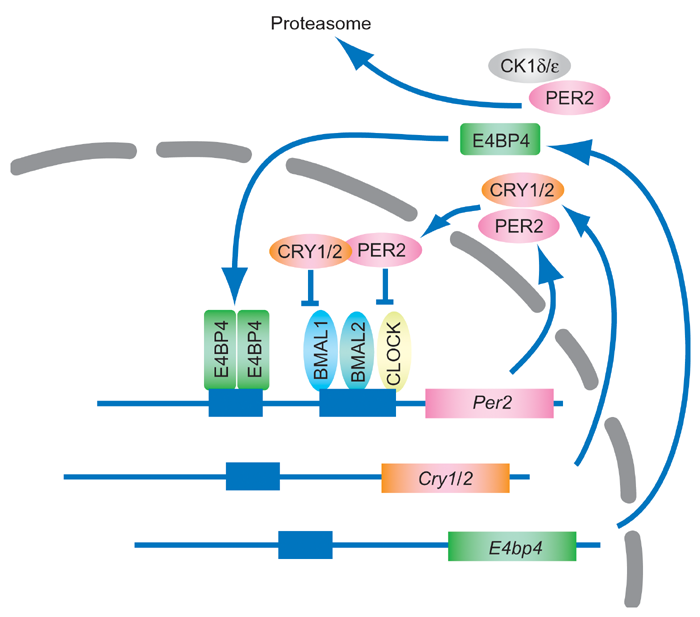 Proteasome
CK1δ/ε
PER2
E4BP4
CRY1/2
PER2
CRY1/2
PER2
E4BP4
E4BP4
BMAL1
BMAL2
CLOCK
Per2
Cry1/2
E4bp4